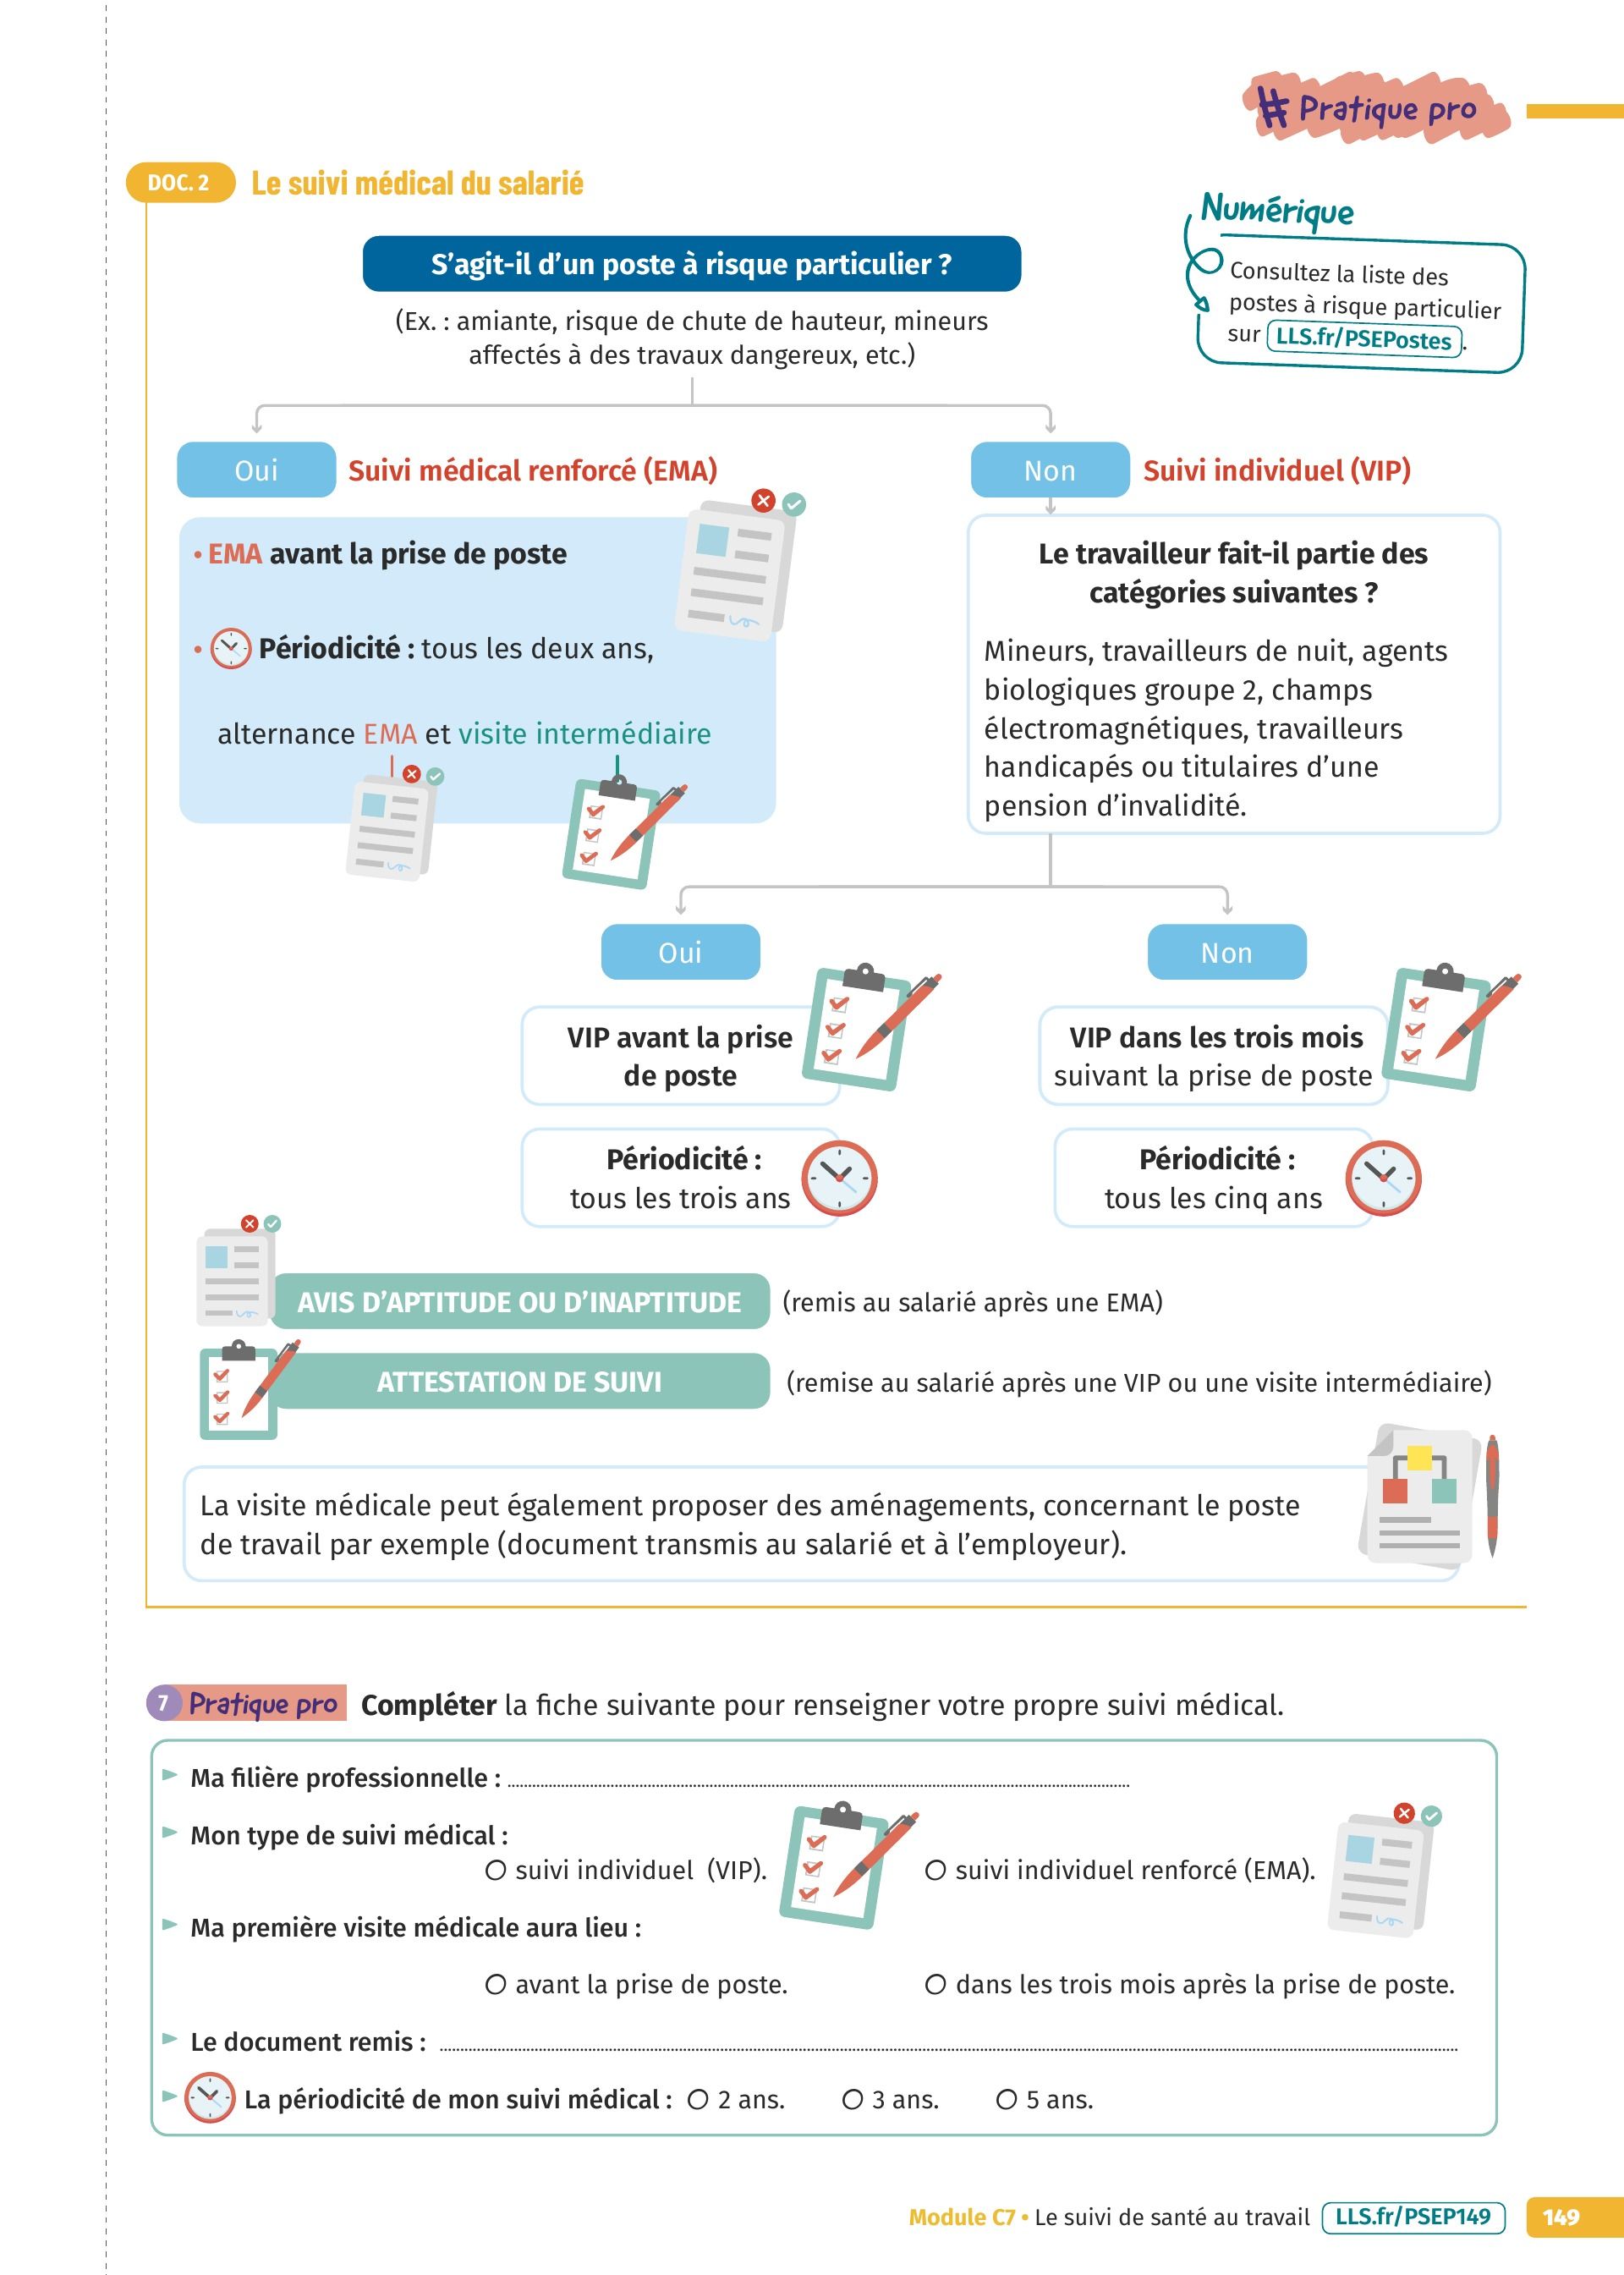 # Pratique pro
DOC. 2 Le suivi médical du salarié
Numérique
Consultez la liste des
postes à risque particulier
sur LLS.fr/PSEPostes.
S’agit-il d’un poste à risque particulier ?
(Ex. : amiante, risque de chute de hauteur, mineurs
affectés à des travaux dangereux, etc.)
Oui Suivi médical renforcé (EMA)
• EMA avant la prise de poste
• Périodicité : tous les deux ans,
alternance EMA et visite intermédiaire
Non Suivi individuel (VIP)
Le travailleur fait-il partie des
catégories suivantes ?
Mineurs, travailleurs de nuit, agents
biologiques groupe 2, champs
électromagnétiques, travailleurs
handicapés ou titulaires d’une
pension d’invalidité.
Oui
VIP avant la prise
de poste
Périodicité :
tous les trois ans
Non
VIP dans les trois mois
suivant la prise de poste
Périodicité :
tous les cinq ans
AVIS D’APTITUDE OU D’INAPTITUDE (remis au salarié après une EMA)
ATTESTATION DE SUIVI (remise au salarié après une VIP ou une visite intermédiaire)
La visite médicale peut également proposer des aménagements, concernant le poste
de travail par exemple (document transmis au salarié et à l’employeur).
7 Pratique pro Compléter la fiche suivante pour renseigner votre propre suivi médical.
Ma filière professionnelle :
Mon type de suivi médical :
suivi individuel (VIP). suivi individuel renforcé (EMA).
Ma première visite médicale aura lieu :
avant la prise de poste. dans les trois mois après la prise de poste.
Le document remis :
La périodicité de mon suivi médical : 2 ans. 3 ans. 5 ans.
Module C7 • Le suivi de santé au travail LLS.fr/PSEP149 149